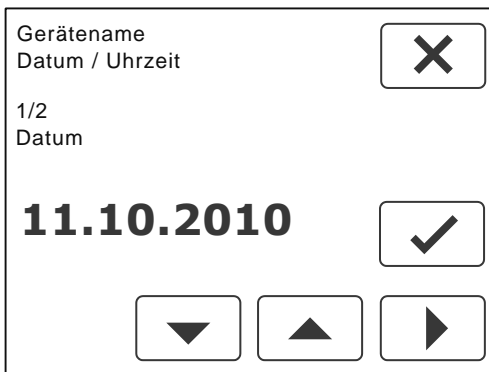 Gerätename
Datum / Uhrzeit
1/2
Datum
11.10.2010